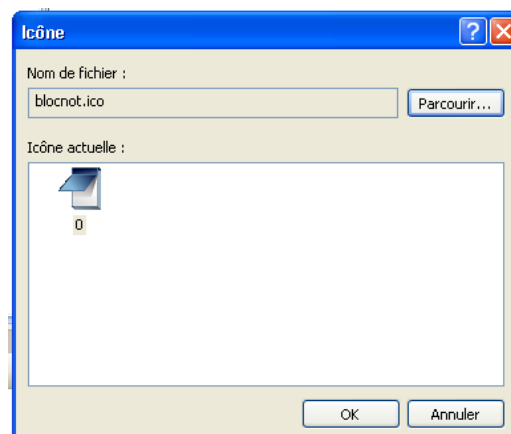 Icône
Nom de fichier :
blocnot.ico
Parcourir...
Icône actuelle :
0
OK
Annuler